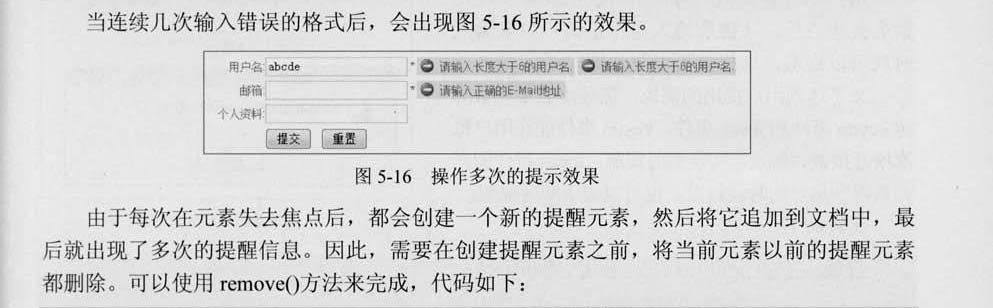 当连续几次输入错误的格式后，会出现图 5-16 所示的效果。
用户名: abcde * 请输入长度大于6的用户名. 请输入长度大于6的用户名.
邮箱: * 请输入正确的E-Mail地址.
个人资料:
提交 重置
图 5-16 操作多次的提示效果
由于每次在元素失去焦点后，都会创建一个新的提醒元素，然后将它追加到文档中，最
后就出现了多次的提醒信息。因此，需要在创建提醒元素之前，将当前元素以前的提醒元素
都删除。可以使用 remove()方法来完成，代码如下：